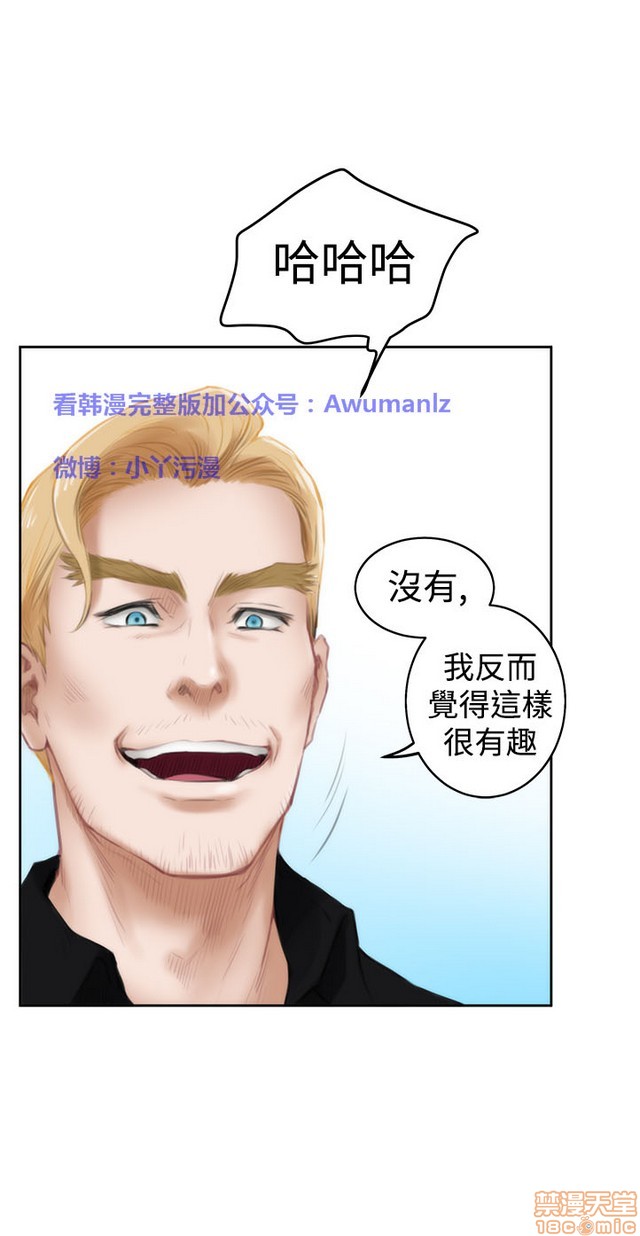 哈哈哈
看韩漫完整版加公众号：Awumanlz
微博：小丫污漫
沒有,
我反而
覺得這樣
很有趣
禁漫天堂
18comic